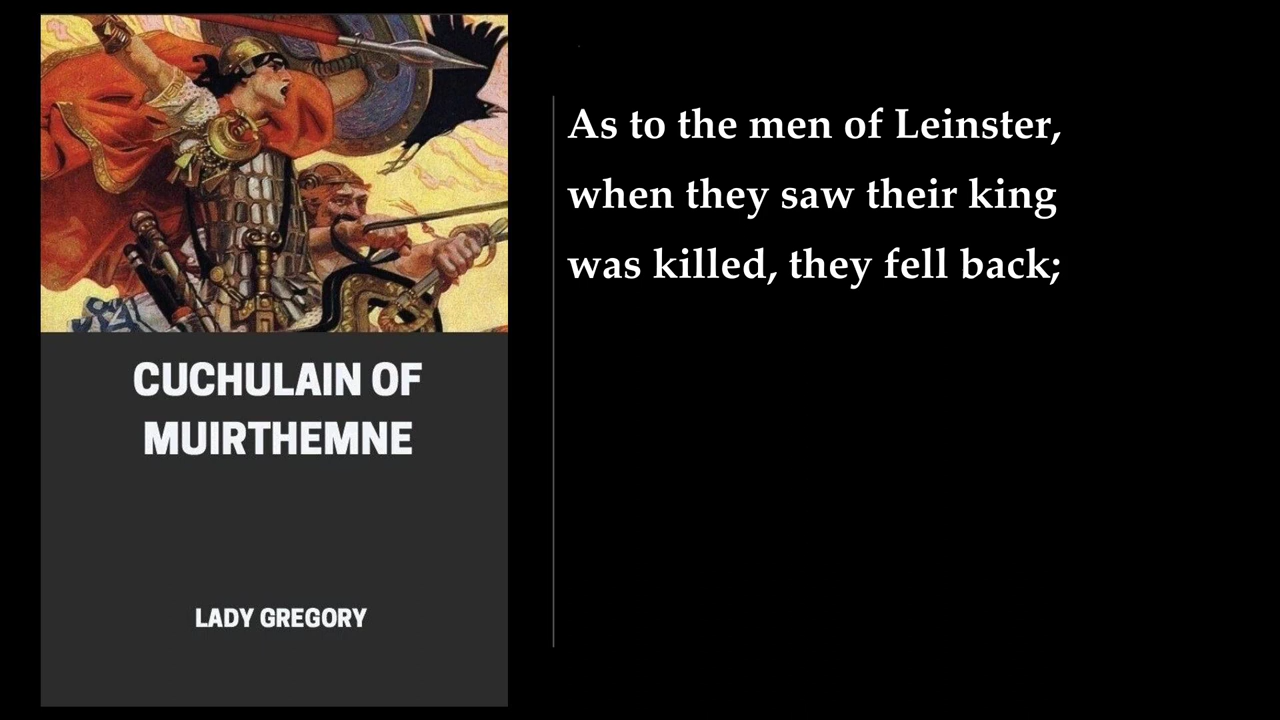 CUCHULAIN OF
MUIRTHEMNE
LADY GREGORY
As to the men of Leinster,
when they saw their king
was killed, they fell back;